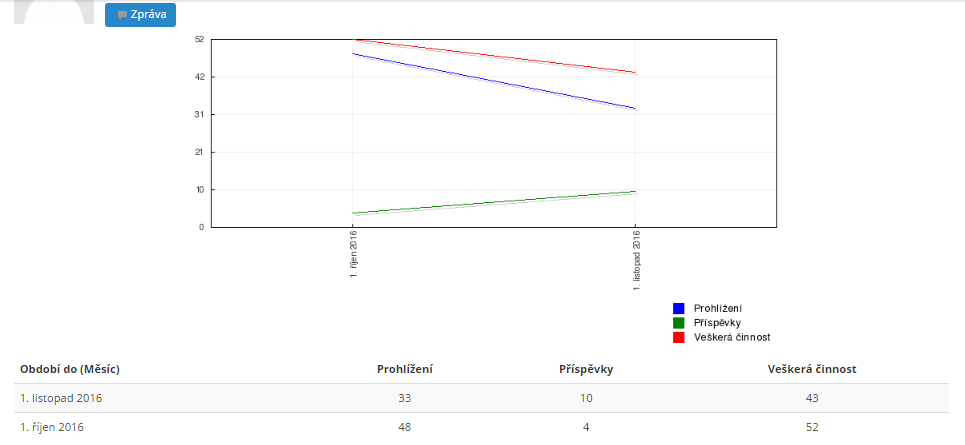 Zpráva
52
42
31
21
10
0
1. říjen 2016
1. listopad 2016
Prohlížení
Příspěvky
Veškerá činnost
Období do (Měsíc) Prohlížení Příspěvky Veškerá činnost
1. listopad 2016 33 10 43
1. říjen 2016 48 4 52